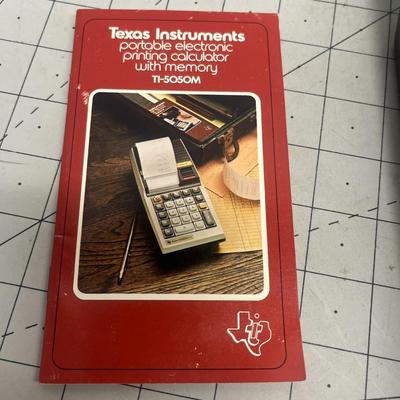 Texas Instruments
portable electronic
printing calculator
with memory
TI-5050M